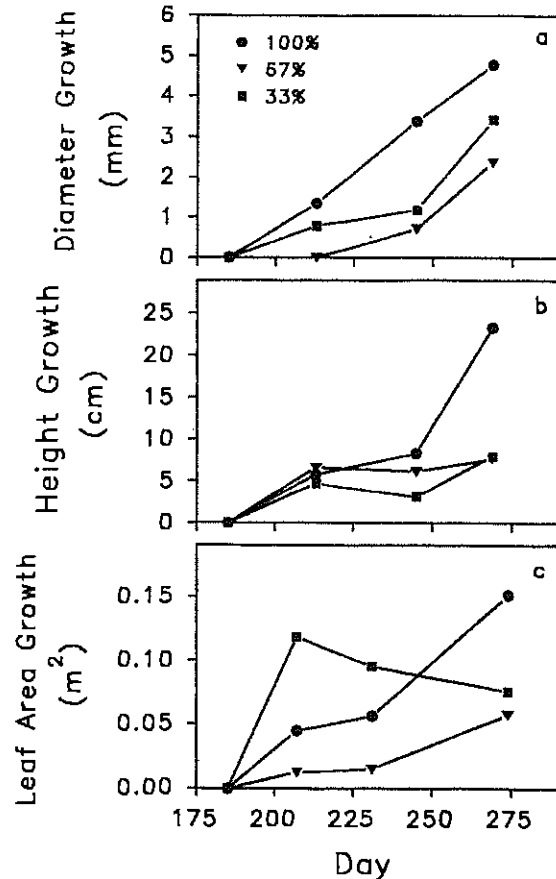 a
100%
57%
33%
Diameter Growth
(mm)
6
5
4
3
2
1
0
b
Height Growth
(cm)
25
20
15
10
5
0
c
Leaf Area Growth
(m²)
0.15
0.10
0.05
0.00
175 200 225 250 275
Day